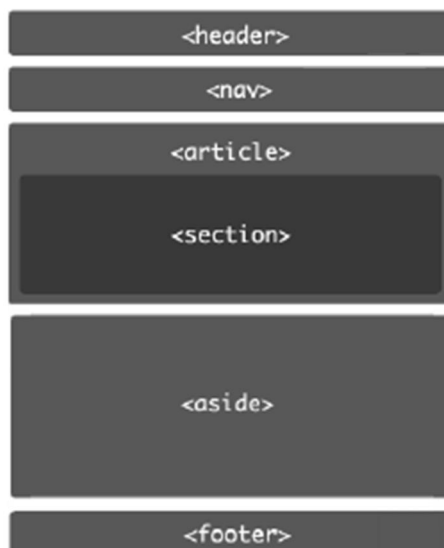 <header>
<nav>
<article>
<section>
<aside>
<footer>